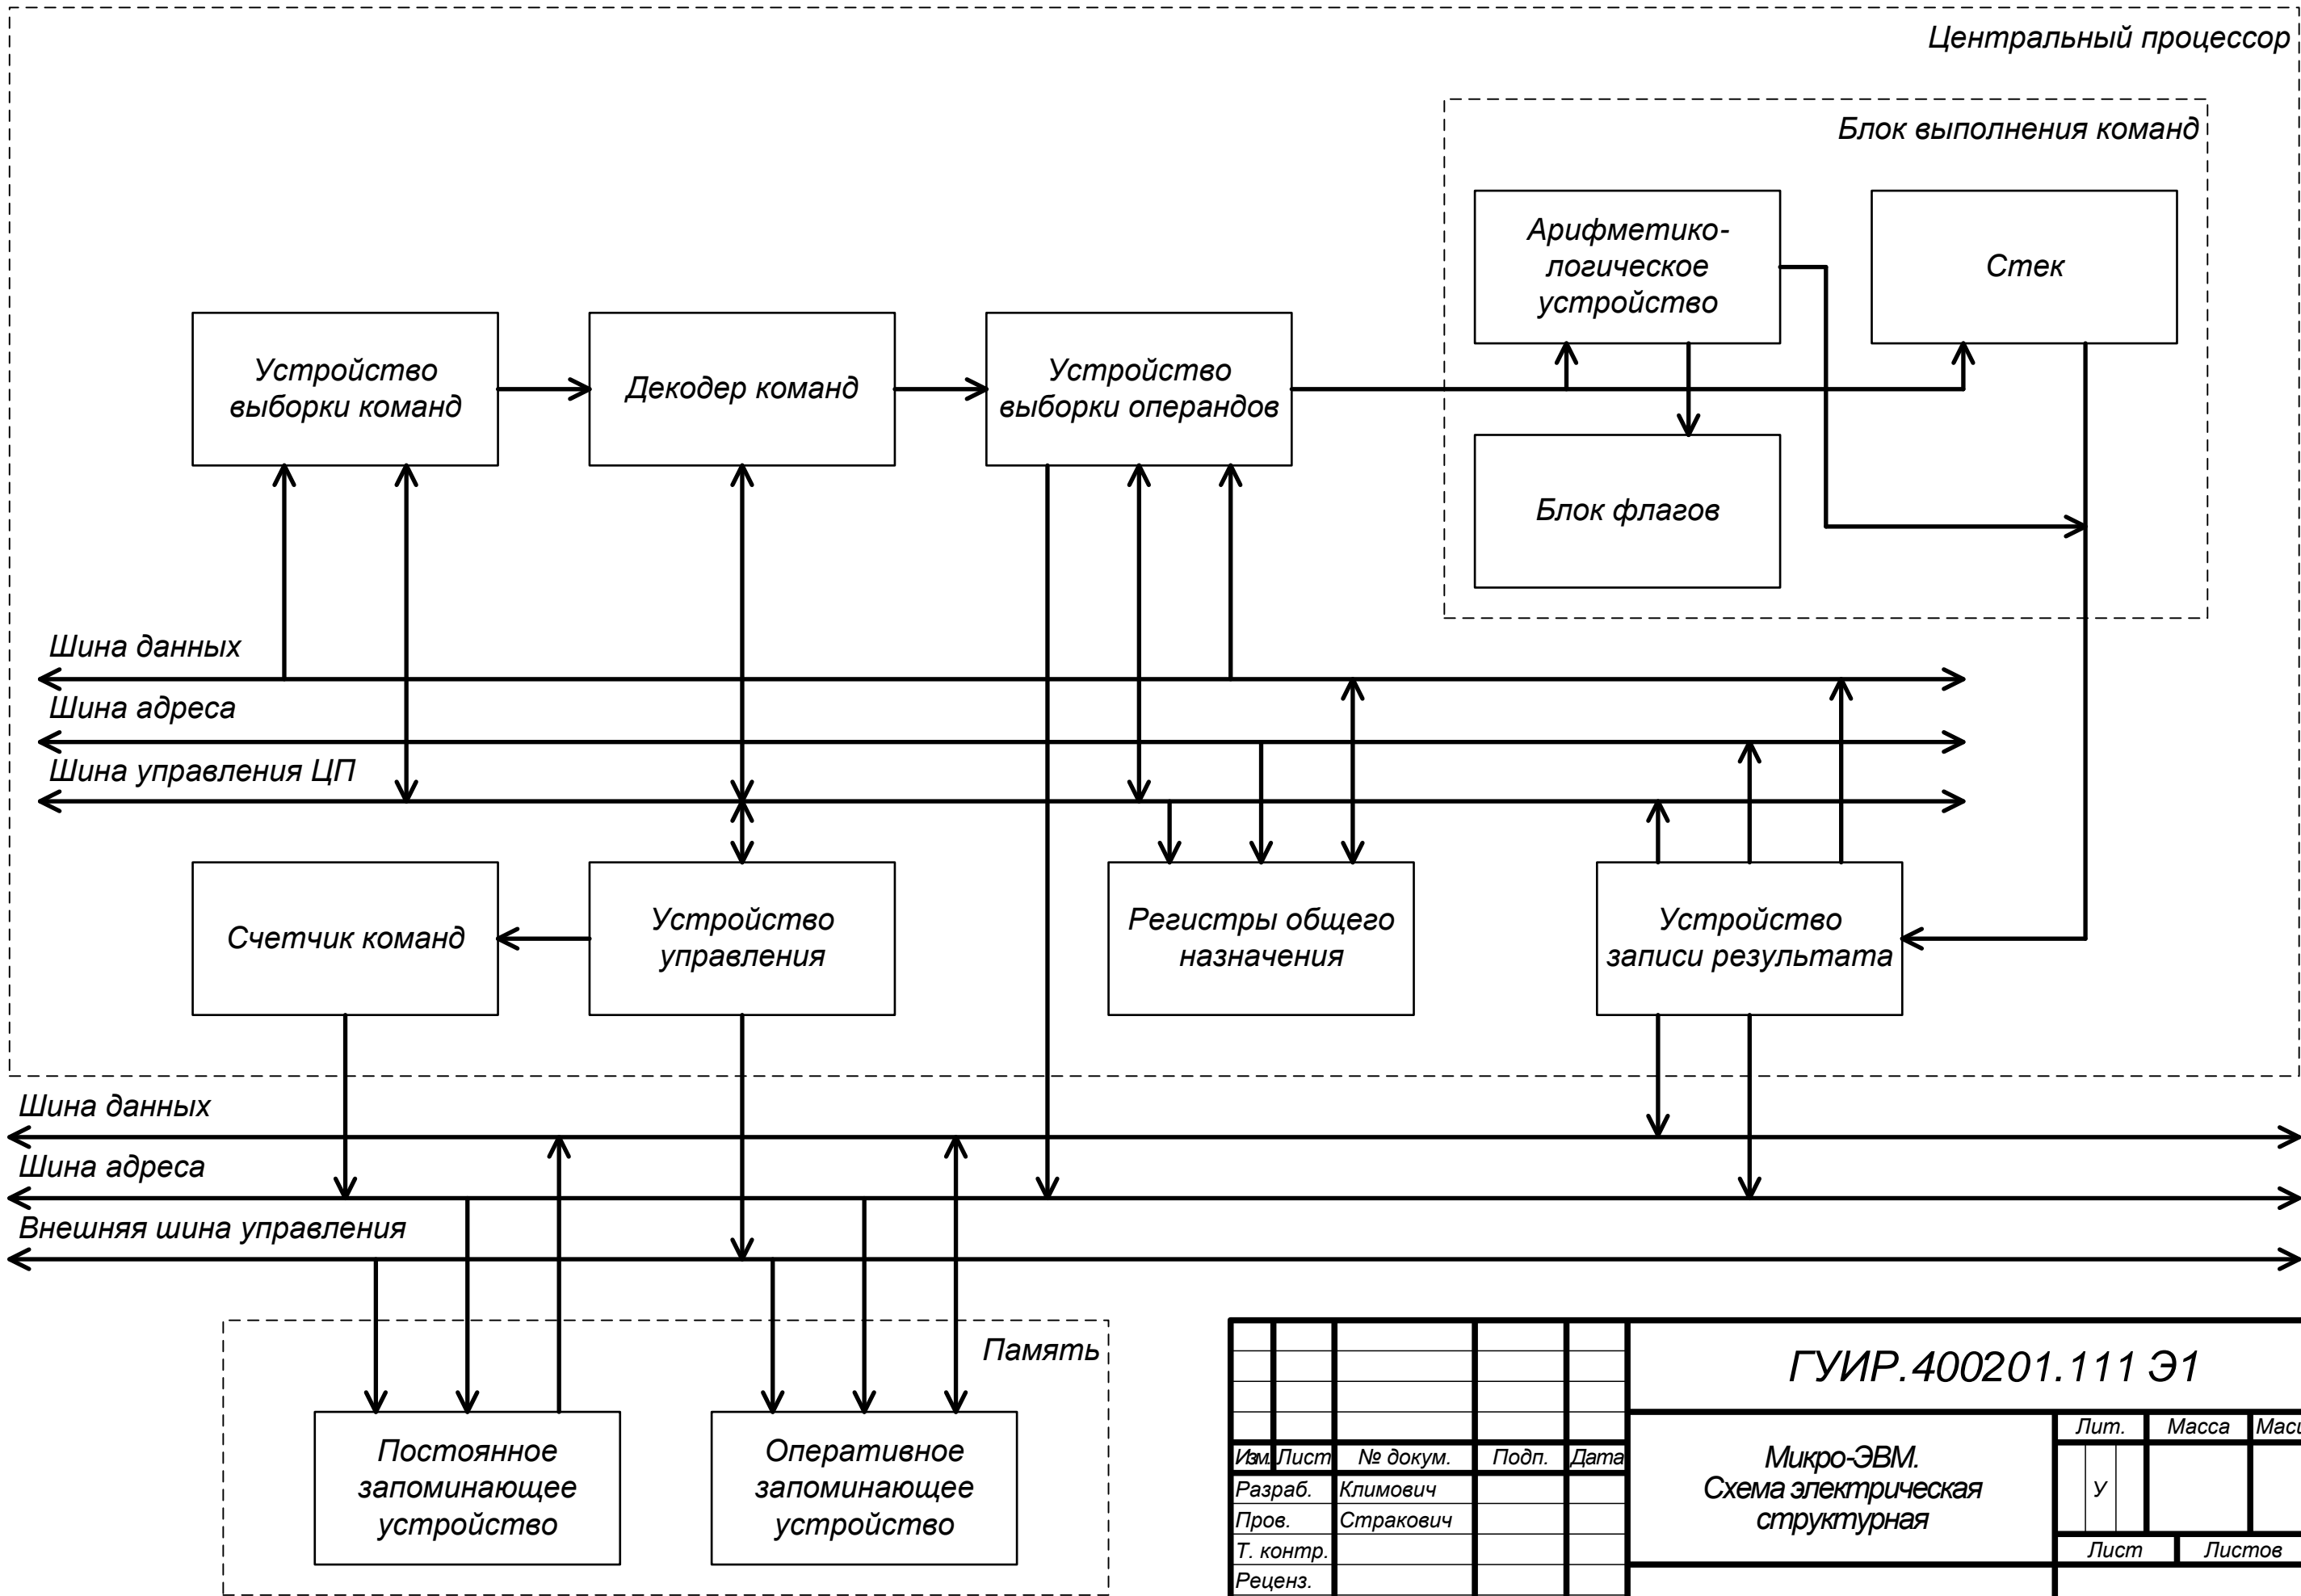 Центральный процессор
Блок выполнения команд
Арифметико-
логическое
устройство
Стек
Устройство
выборки команд
Декодер команд
Устройство
выборки операндов
Блок флагов
Шина данных
Шина адреса
Шина управления ЦП
Счетчик команд
Устройство
управления
Регистры общего
назначения
Устройство
записи результата
Шина данных
Шина адреса
Внешняя шина управления
Память
Постоянное
запоминающее
устройство
Оперативное
запоминающее
устройство
ГУИР.400201.111 Э1
Микро-ЭВМ.
Схема электрическая
структурная
Лит. Масса
У
Лист Листов
Изм. Лист № докум. Подп. Дата
Разраб. Климович
Пров. Стракович
Т. контр.
Реценз.